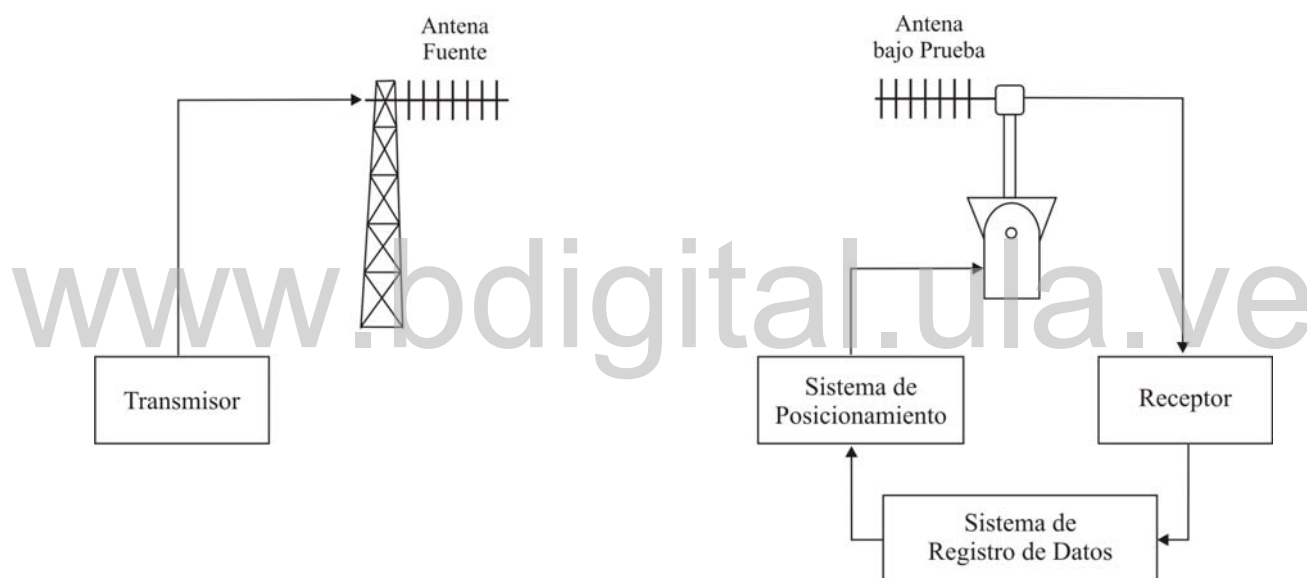 Antena
Fuente
Antena
bajo Prueba
www.bdigital.ula.ve
Transmisor
Sistema de
Posicionamiento
Receptor
Sistema de
Registro de Datos